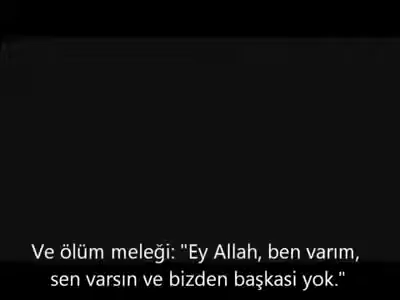 Ve ölüm meleği: "Ey Allah, ben varım,
sen varsın ve bizden başkasi yok."